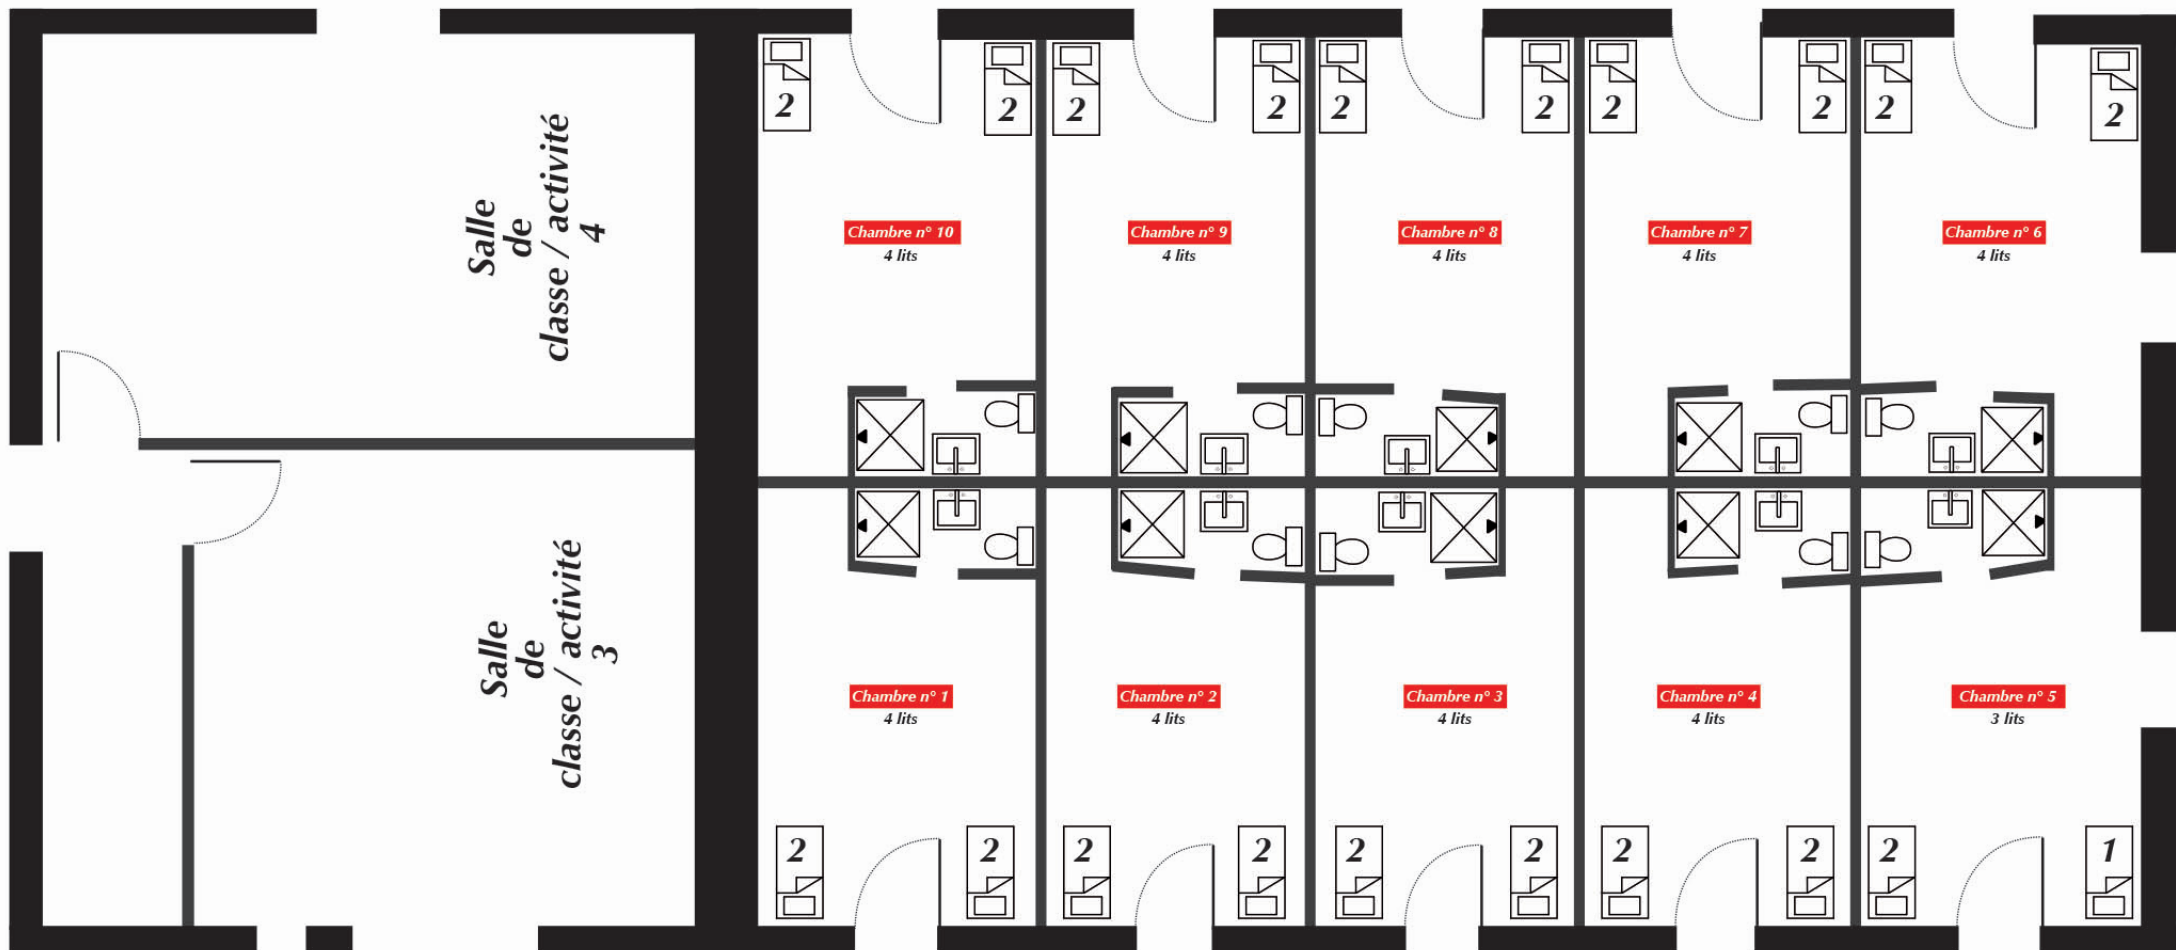 2
2
2
2
2
2
2
2
2
2
Salle
de
classe / activité
4
Chambre n° 10
4 lits
Chambre n° 9
4 lits
Chambre n° 8
4 lits
Chambre n° 7
4 lits
Chambre n° 6
4 lits
Salle
de
classe / activité
3
Chambre n° 1
4 lits
Chambre n° 2
4 lits
Chambre n° 3
4 lits
Chambre n° 4
4 lits
Chambre n° 5
3 lits
2
2
2
2
2
2
2
2
2
1